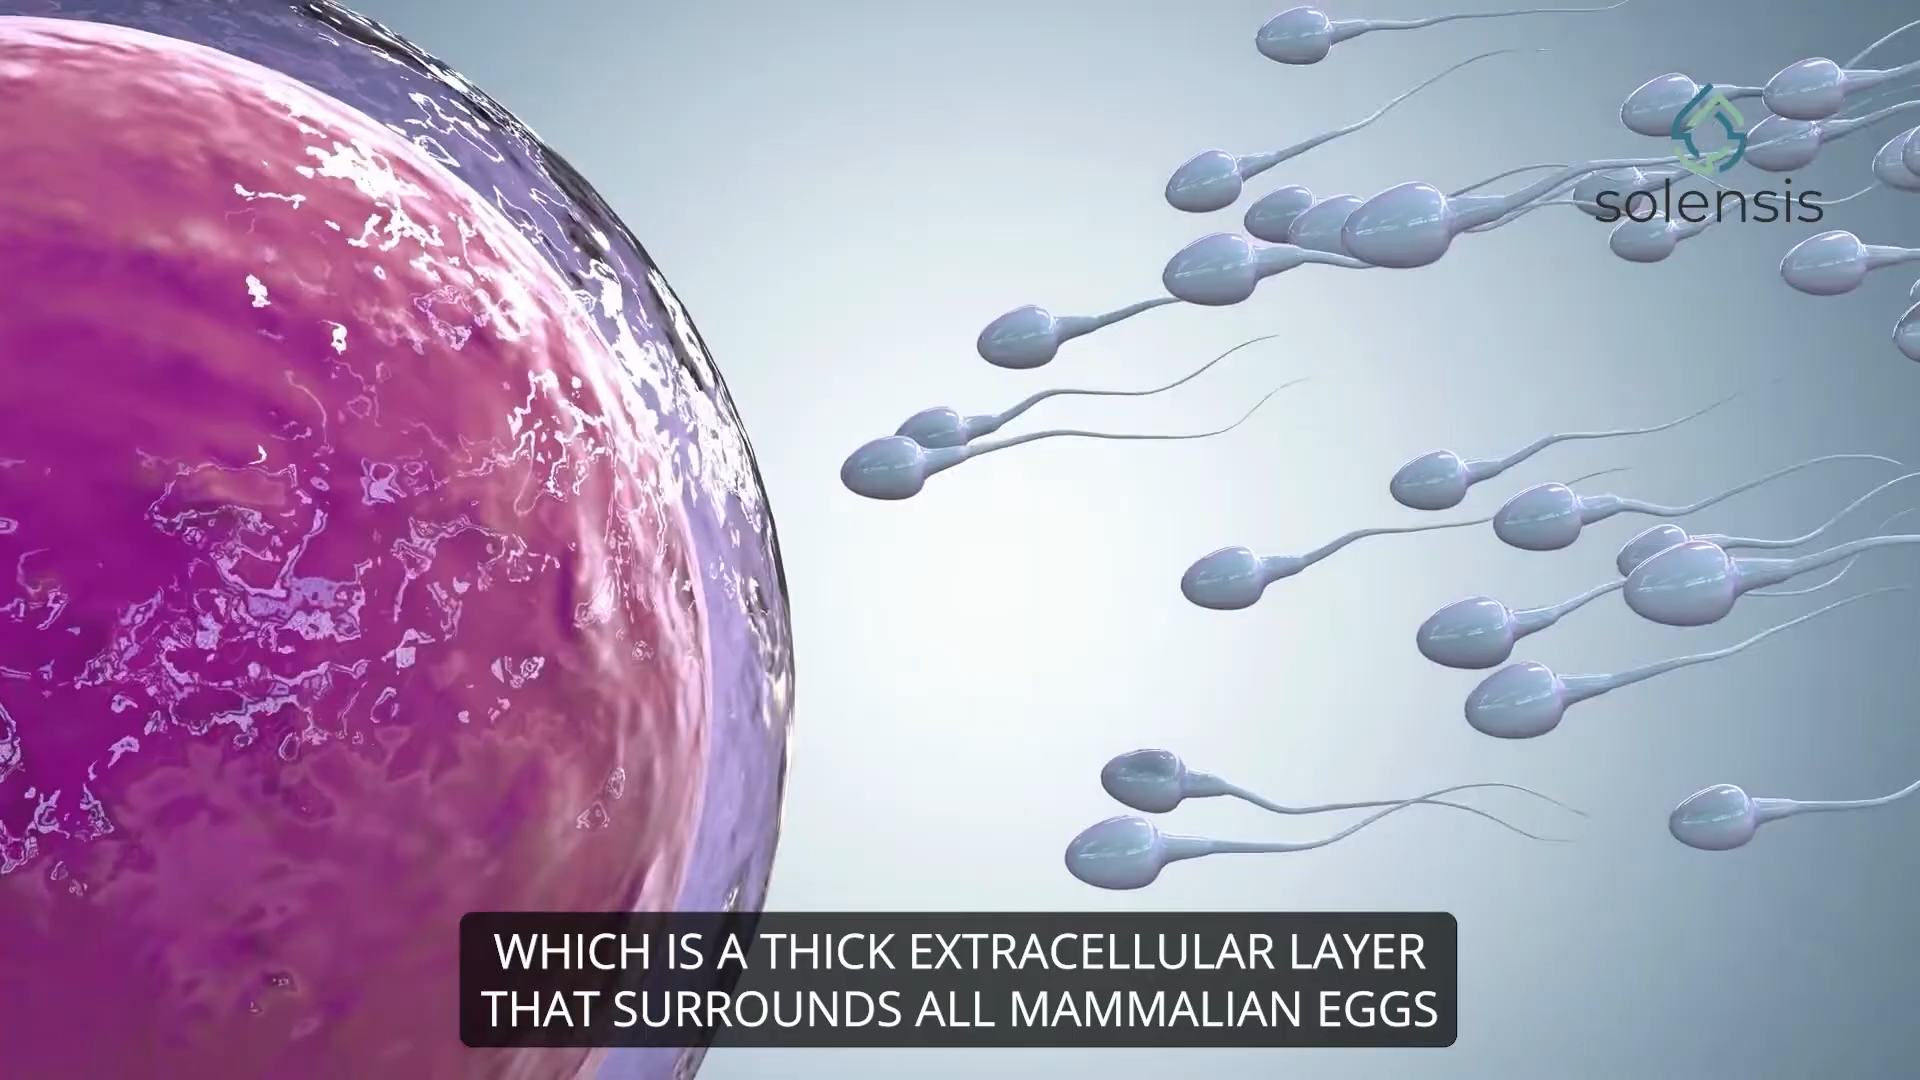 solensis
WHICH IS A THICK EXTRACELLULAR LAYER
THAT SURROUNDS ALL MAMMALIAN EGGS